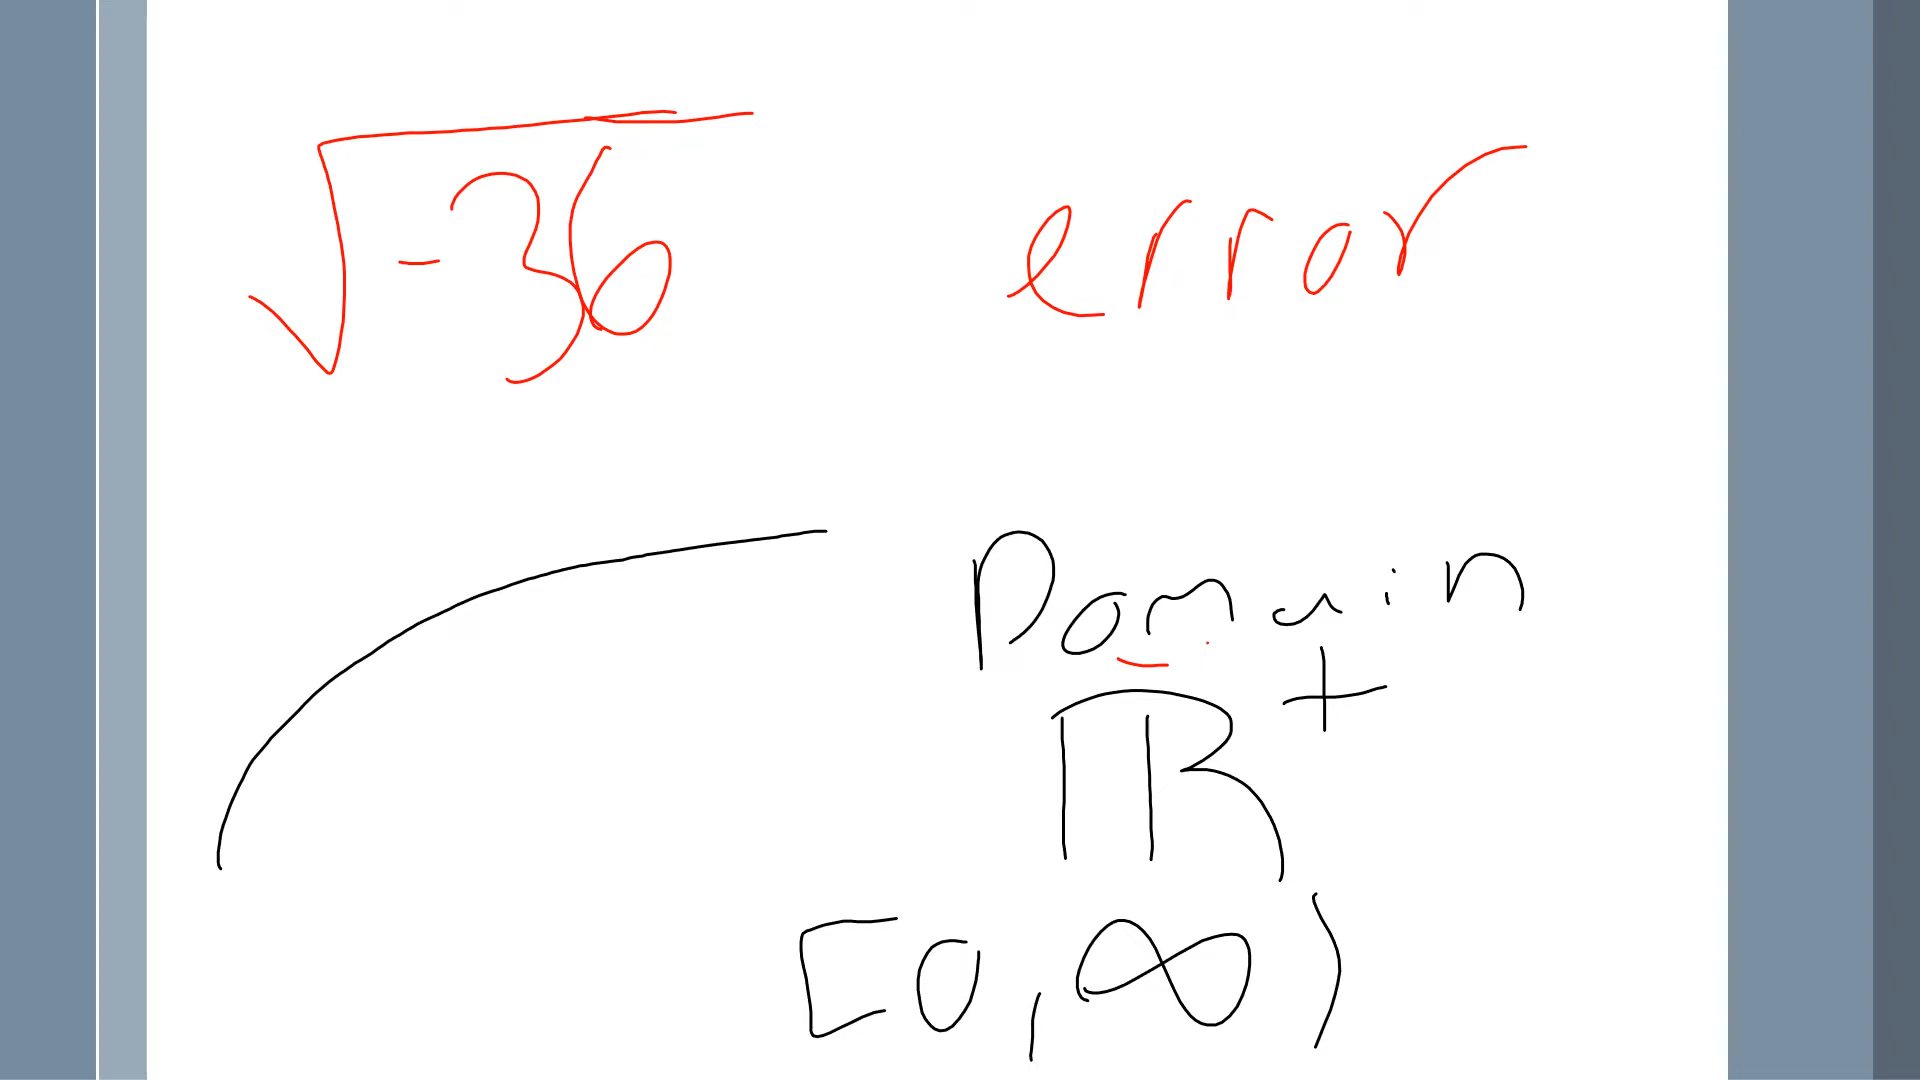 √-36 error
Domain
ℝ+
[0,∞)